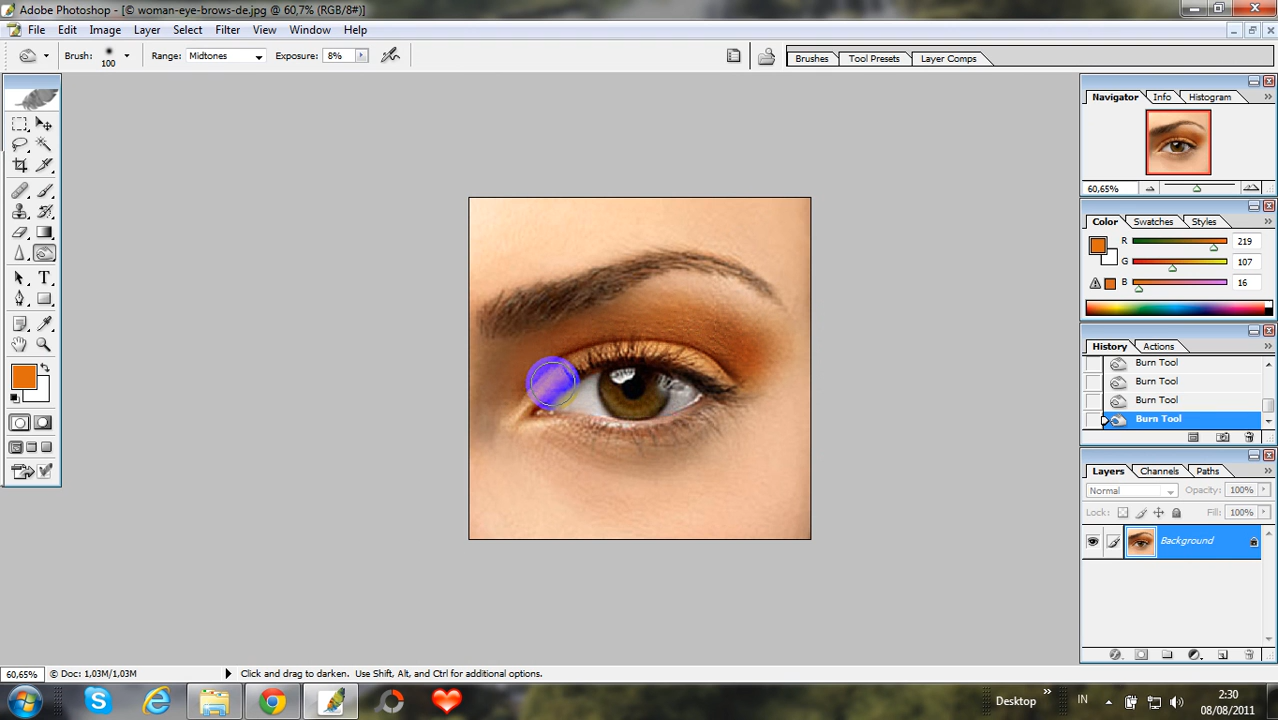 Adobe Photoshop - [© woman-eye-brows-de.jpg @ 60,7% (RGB/8#)]
File Edit Image Layer Select Filter View Window Help
Brush: 100 Range: Midtones Exposure: 8% Brushes Tool Presets Layer Comps
Navigator Info Histogram
60,65%
Color Swatches Styles
R 219
G 107
B 16
History Actions
Burn Tool
Burn Tool
Burn Tool
Burn Tool
Layers Channels Paths
Normal Opacity: 100%
Lock: Fill: 100%
Background
T
60,65% © Doc: 1,03M/1,03M Click and drag to darken. Use Shift, Alt, and Ctrl for additional options.
Desktop IN 2:30
08/08/2011